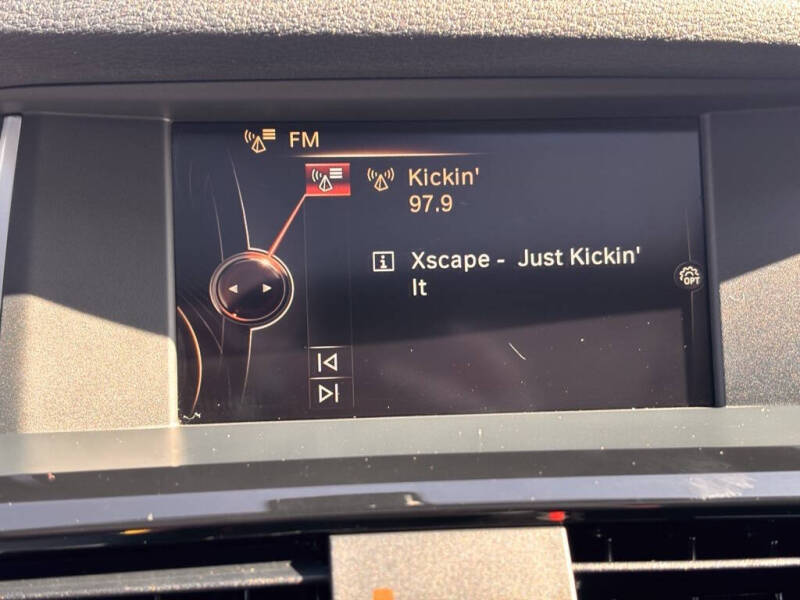 FM
Kickin'
97.9
i Xscape - Just Kickin'
It
OPT